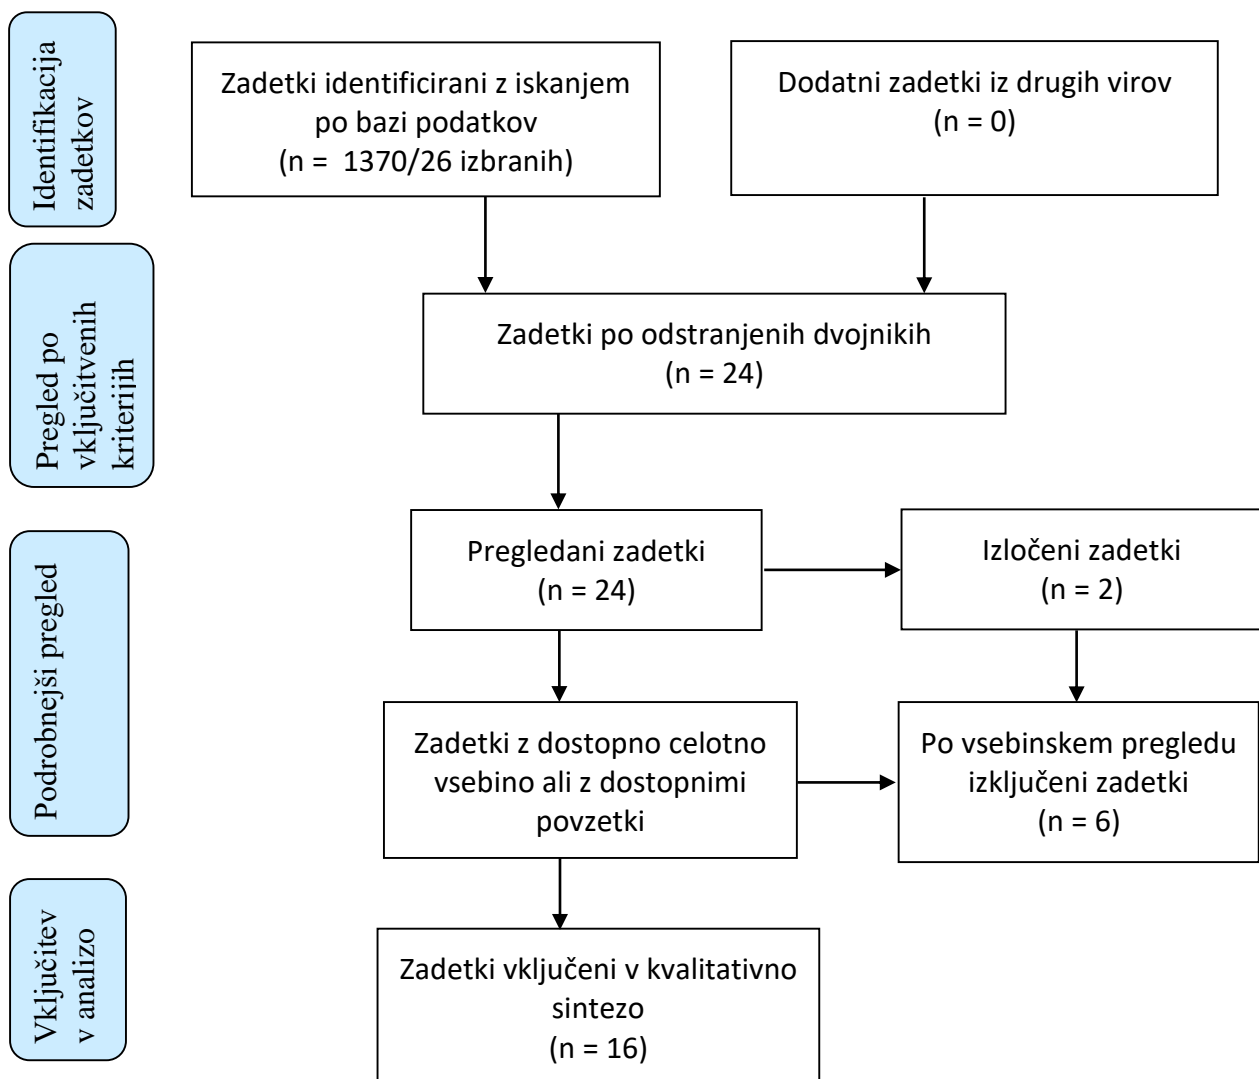 Identifikacija
zadetkov
Zadetki identificirani z iskanjem
po bazi podatkov
(n =  1370/26 izbranih)
Dodatni zadetki iz drugih virov
(n = 0)
Pregled po
vključitvenih
kriterijih
Zadetki po odstranjenih dvojnikih
(n = 24)
Podrobnejši pregled
Pregledani zadetki
(n = 24)
Izločeni zadetki
(n = 2)
Zadetki z dostopno celotno
vsebino ali z dostopnimi
povzetki
Po vsebinskem pregledu
izključeni zadetki
(n = 6)
Vključitev
v analizo
Zadetki vključeni v kvalitativno
sintezo
(n = 16)